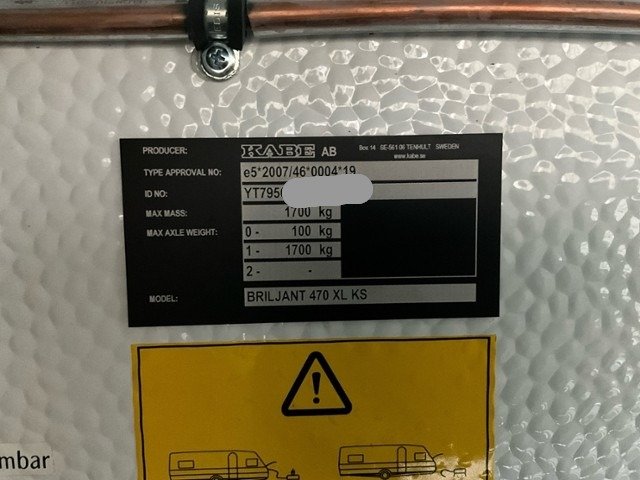 PRODUCER: KABE AB Box 14 SE-561 06 TENHULT SWEDEN
www.kabe.se
TYPE APPROVAL NO: e5*2007/46*0004*19
ID NO: YT795
MAX MASS: 1700 kg
MAX AXLE WEIGHT: 0 - 100 kg
1 - 1700 kg
2 - -
MODEL: BRILJANT 470 XL KS
mbar